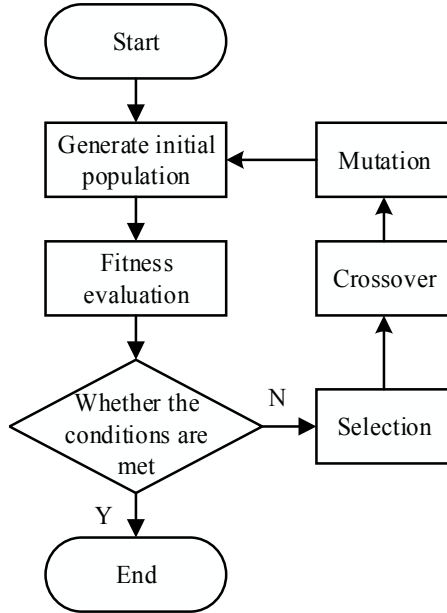 Start
Generate initial
population
Mutation
Fitness
evaluation
Crossover
Whether the
conditions are
met
N
Selection
Y
End